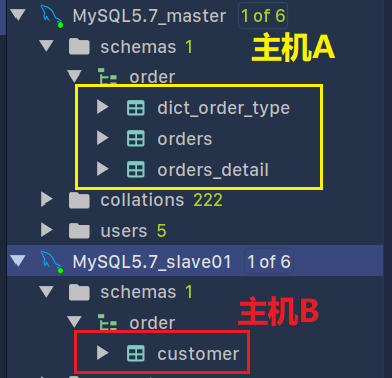 MySQL5.7_master 1 of 6
schemas 1
主机A
order
dict_order_type
orders
orders_detail
collations 222
users 5
MySQL5.7_slave01 1 of 6
schemas 1
主机B
order
customer